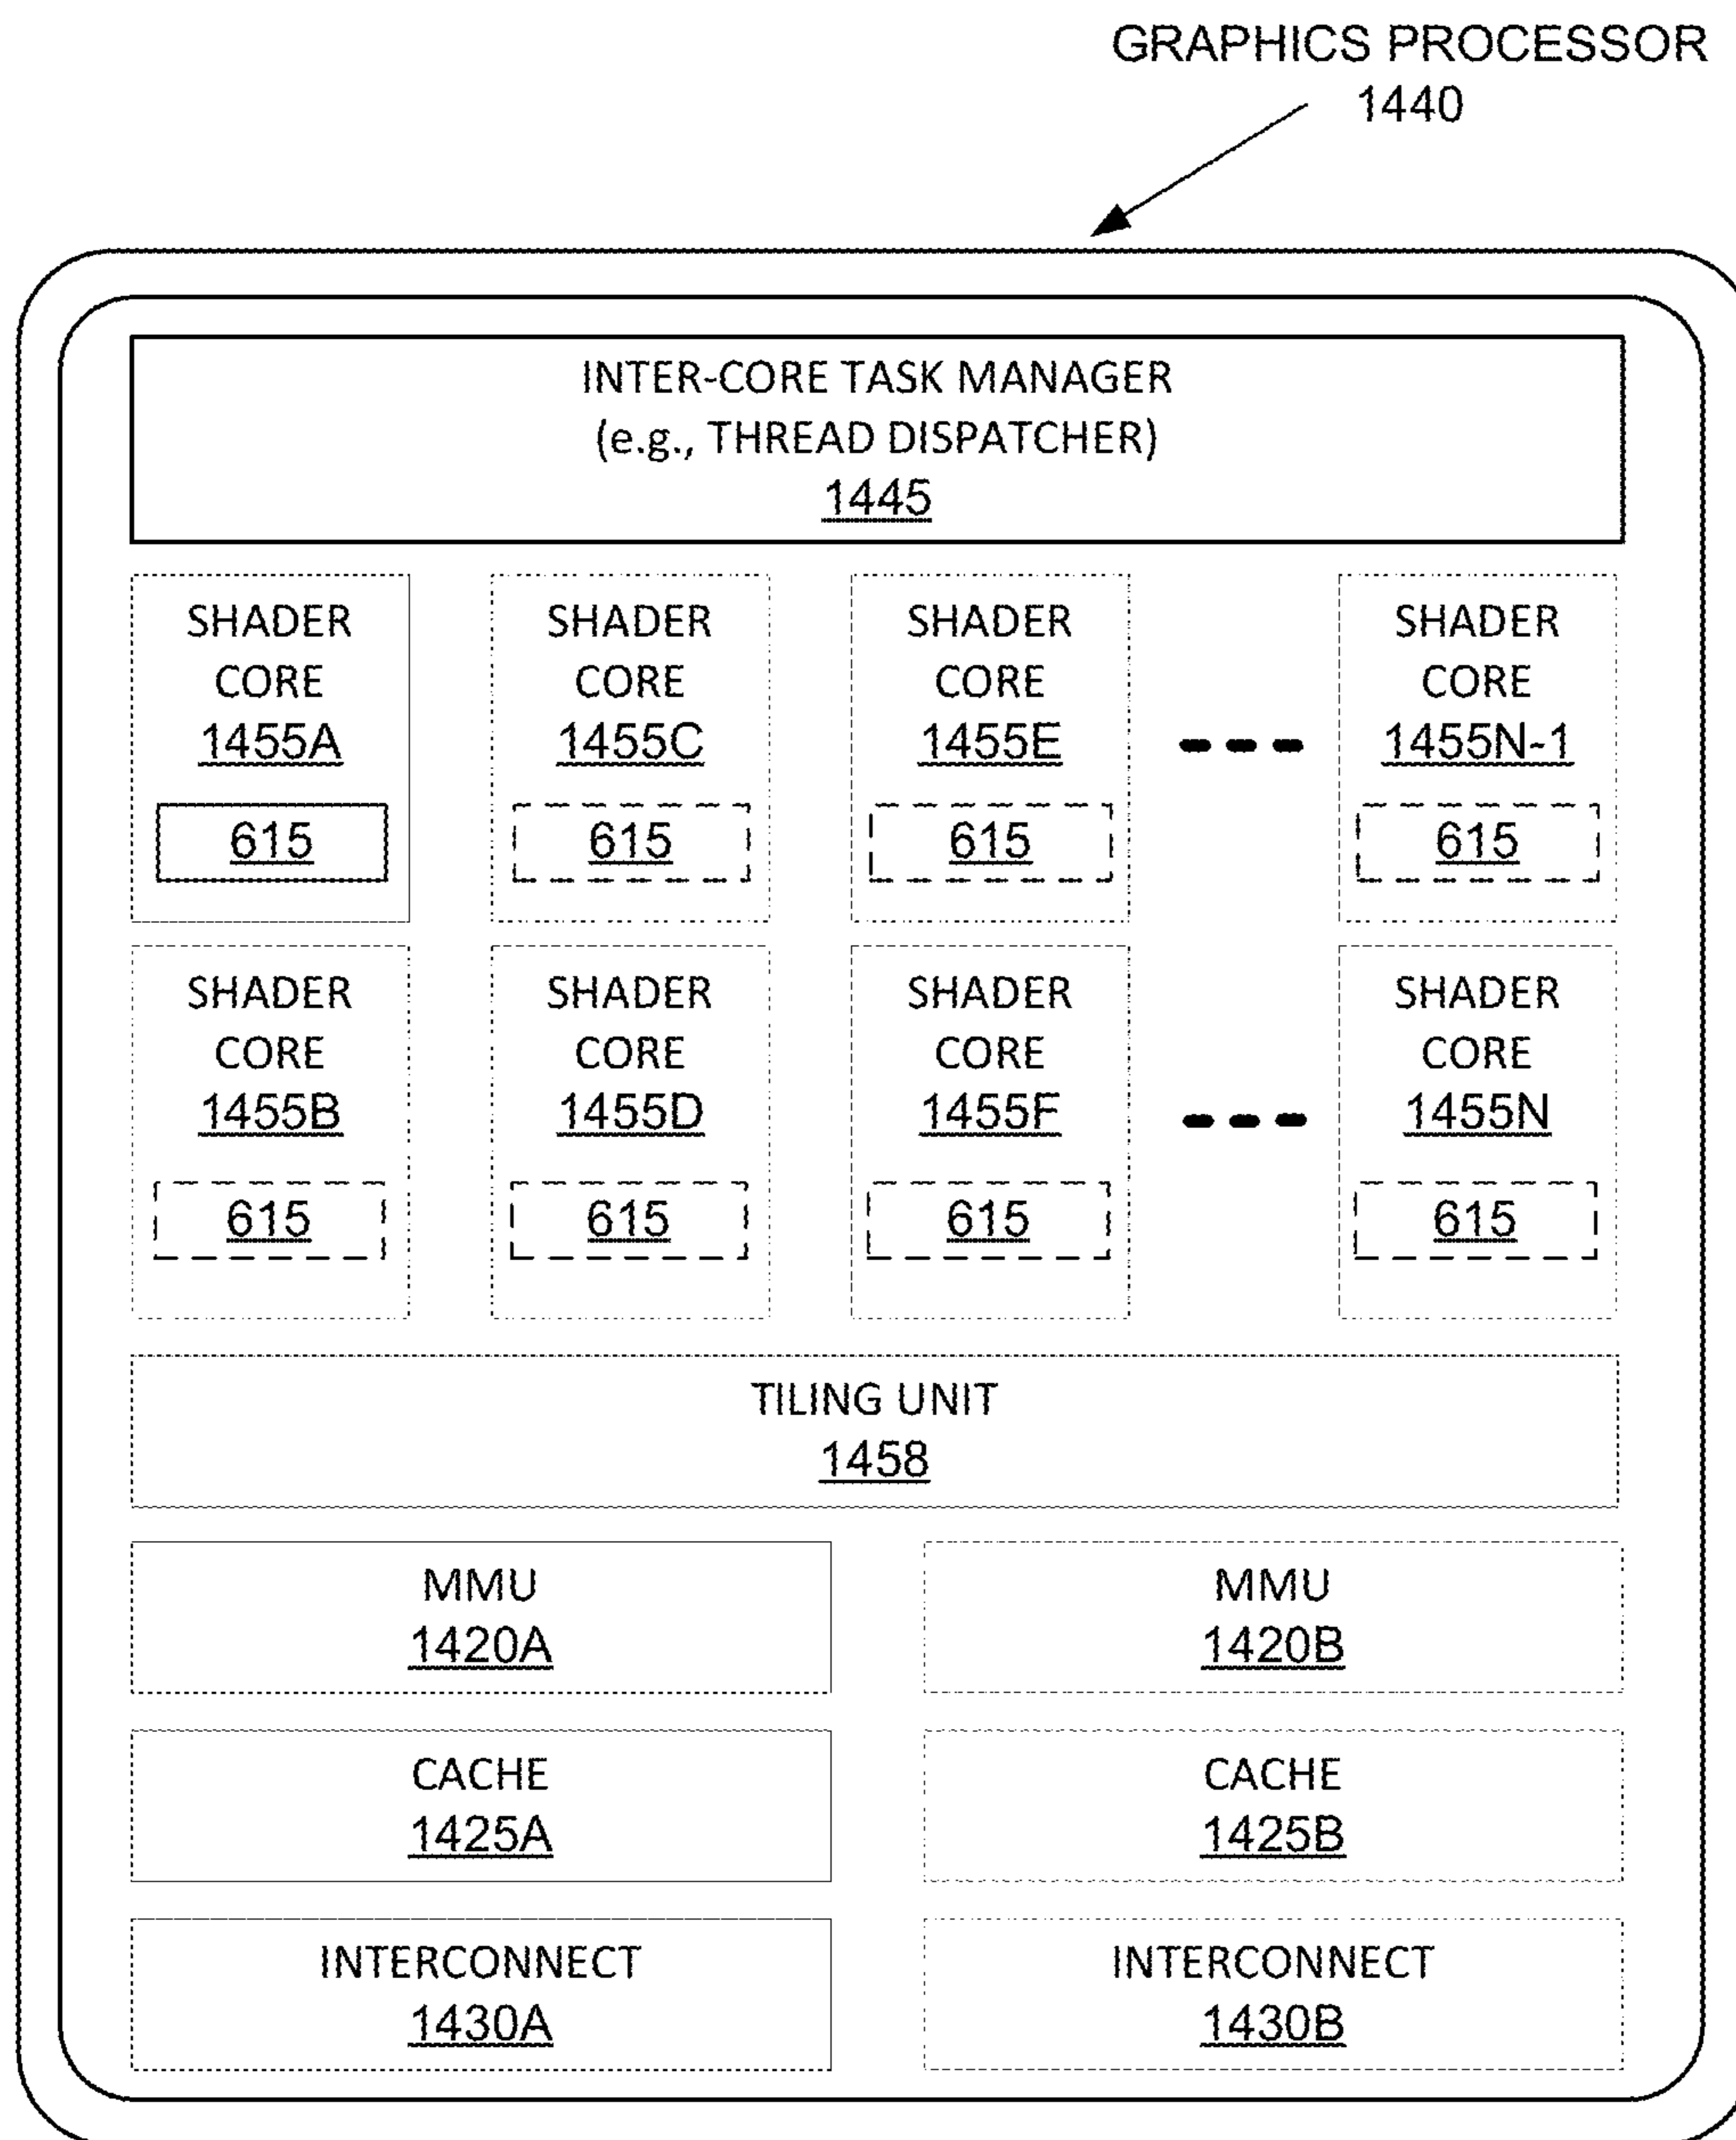 GRAPHICS PROCESSOR
1440
INTER-CORE TASK MANAGER
(e.g., THREAD DISPATCHER)
1445
SHADER
CORE
1455A
615
SHADER
CORE
1455C
615
SHADER
CORE
1455E
615
SHADER
CORE
1455N-1
615
SHADER
CORE
1455B
615
SHADER
CORE
1455D
615
SHADER
CORE
1455F
615
SHADER
CORE
1455N
615
TILING UNIT
1458
MMU
1420A
MMU
1420B
CACHE
1425A
CACHE
1425B
INTERCONNECT
1430A
INTERCONNECT
1430B